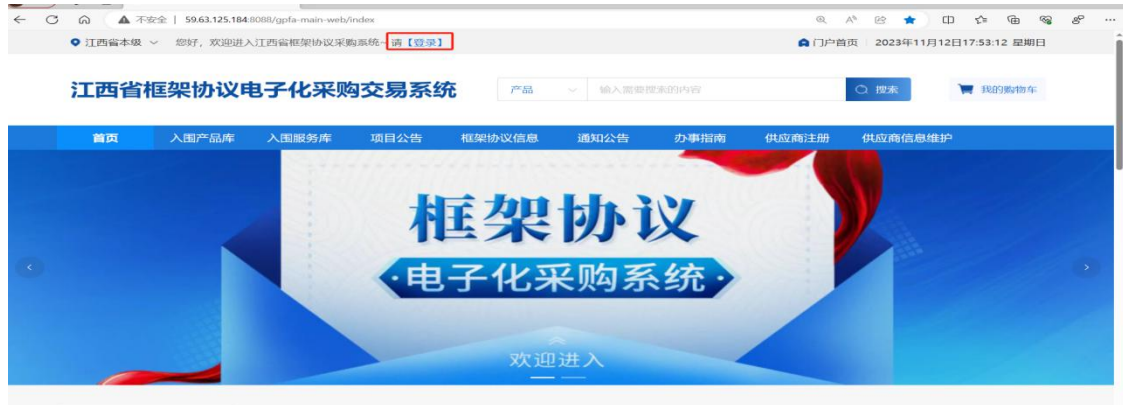 不安全 | 59.63.125.184:8088/gpfa-main-web/index
江西省本级 您好，欢迎进入江西省框架协议采购系统~ 请【登录】 门户首页 2023年11月12日17:53:12 星期日
江西省框架协议电子化采购交易系统 产品 输入需要搜索的内容 搜索 我的购物车
首页 入围产品库 入围服务库 项目公告 框架协议信息 通知公告 办事指南 供应商注册 供应商信息维护
框架协议
·电子化采购系统·
欢迎进入